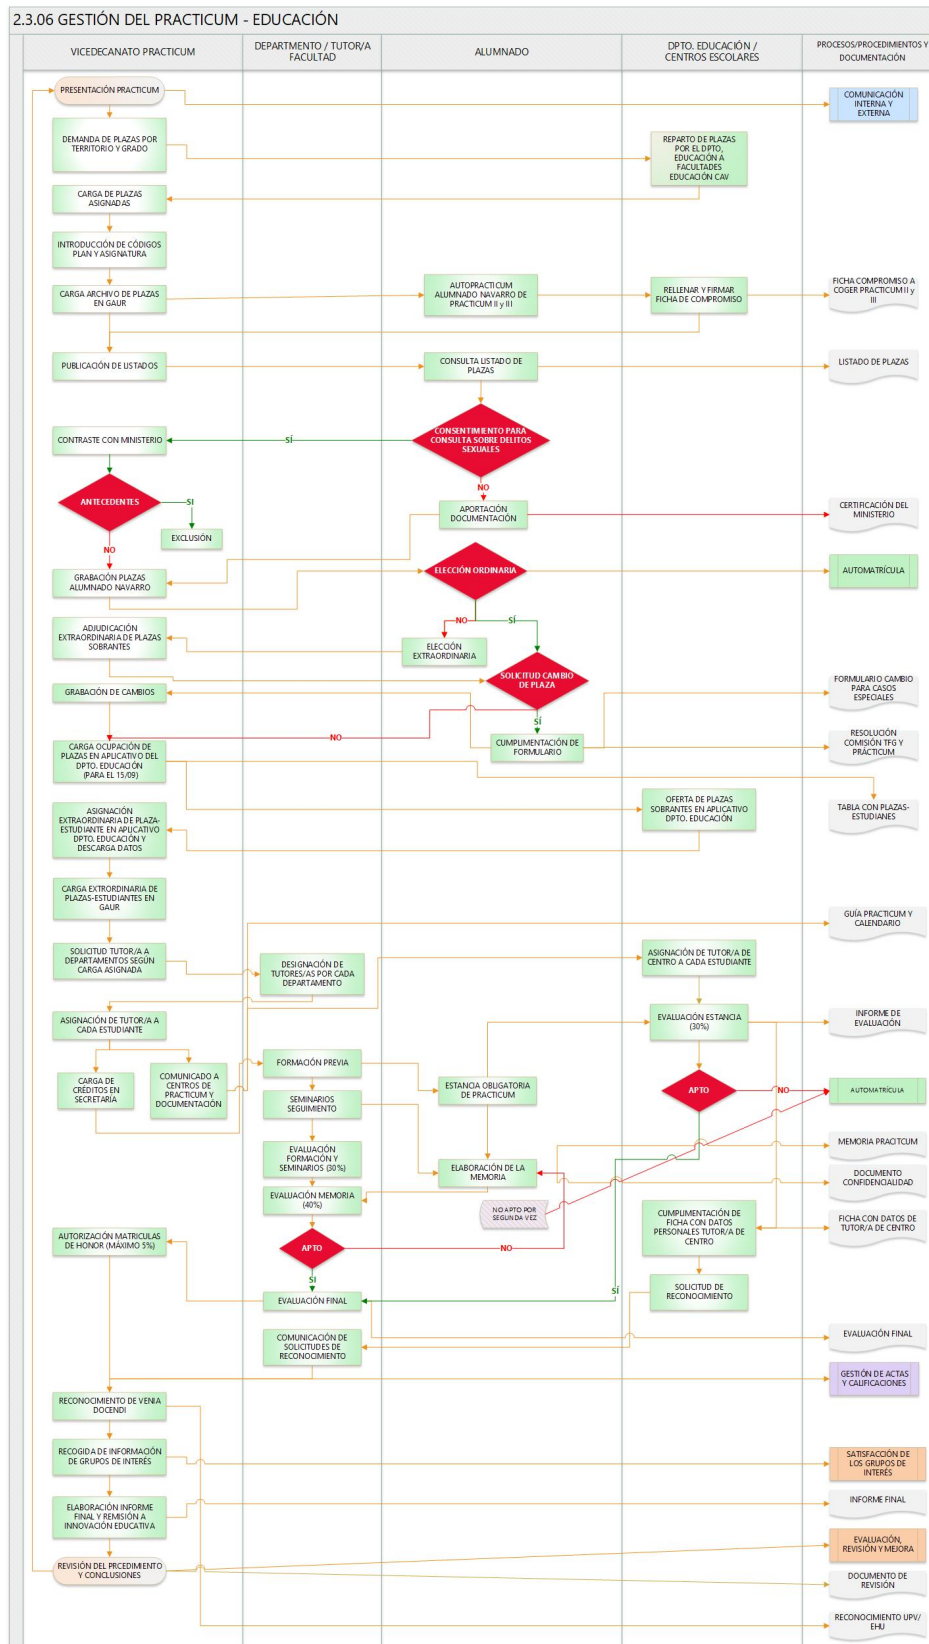 2.3.06 GESTIÓN DEL PRACTICUM - EDUCACIÓN
VICEDECANATO PRACTICUM
DEPARTMENTO / TUTOR/A
FACULTAD
ALUMNADO
DPTO. EDUCACIÓN /
CENTROS ESCOLARES
PROCESOS/PROCEDIMIENTOS Y
DOCUMENTACIÓN
PRESENTACIÓN PRACTICUM
COMUNICACIÓN
INTERNA Y
EXTERNA
DEMANDA DE PLAZAS POR
TERRITORIO Y GRADO
REPARTO DE PLAZAS
POR EL DPTO,
EDUCACIÓN A
FACULTADES
EDUCACIÓN CAV
CARGA DE PLAZAS
ASIGNADAS
INTRODUCCIÓN DE CÓDIGOS
PLAN Y ASIGNATURA
CARGA ARCHIVO DE PLAZAS
EN GAUR
AUTOPRACTICUM
ALUMNADO NAVARRO DE
PRACTICUM II y III
RELLENAR Y FIRMAR
FICHA DE COMPROMISO
FICHA COMPROMISO A
COGER PRACTICUM II y
III
PUBLICACIÓN DE LISTADOS
CONSULTA LISTADO DE
PLAZAS
LISTADO DE PLAZAS
CONTRASTE CON MINISTERIO
SÍ
CONSENTIMIENTO PARA
CONSULTA SOBRE DELITOS
SEXUALES
NO
ANTECEDENTES
SI
EXCLUSIÓN
NO
APORTACIÓN
DOCUMENTACIÓN
CERTIFICACIÓN DEL
MINISTERIO
GRABACIÓN PLAZAS
ALUMNADO NAVARRO
ELECCIÓN ORDINARIA
AUTOMATRÍCULA
NO
SÍ
ADJUDICACIÓN
EXTRAORDINARIA DE PLAZAS
SOBRANTES
ELECCIÓN
EXTRAORDINARIA
SOLICITUD CAMBIO
DE PLAZA
GRABACIÓN DE CAMBIOS
FORMULARIO CAMBIO
PARA CASOS
ESPECIALES
SÍ
NO
CARGA OCUPACIÓN DE
PLAZAS EN APLICATIVO DEL
DPTO. EDUCACIÓN
(PARA EL 15/09)
CUMPLIMENTACIÓN DE
FORMULARIO
RESOLUCIÓN
COMISIÓN TFG Y
PRÁCTICUM
ASIGNACIÓN
EXTRAORDINARIA DE PLAZA-
ESTUDIANTE EN APLICATIVO
DPTO. EDUCACIÓN Y
DESCARGA DATOS
OFERTA DE PLAZAS
SOBRANTES EN APLICATIVO
DPTO. EDUCACIÓN
TABLA CON PLAZAS-
ESTUDIANES
CARGA EXTRORDINARIA DE
PLAZAS-ESTUDIANTES EN
GAUR
GUÍA PRACTICUM Y
CALENDARIO
SOLICITUD TUTOR/A A
DEPARTAMENTOS SEGÚN
CARGA ASIGNADA
DESIGNACIÓN DE
TUTORES/AS POR CADA
DEPARTAMENTO
ASIGNACIÓN DE TUTOR/A DE
CENTRO A CADA ESTUDIANTE
ASIGNACIÓN DE TUTOR/A A
CADA ESTUDIANTE
EVALUACIÓN ESTANCIA
(30%)
INFORME DE
EVALUACIÓN
CARGA DE
CRÉDITOS EN
SECRETARÍA
COMUNICADO A
CENTROS DE
PRACTICUM Y
DOCUMENTACIÓN
FORMACIÓN PREVIA
ESTANCIA OBLIGATORIA
DE PRACTICUM
APTO
NO
AUTOMATRÍCULA
SEMINARIOS
SEGUIMIENTO
EVALUACIÓN
FORMACIÓN Y
SEMINARIOS (30%)
ELABORACIÓN DE LA
MEMORIA
MEMORIA PRACITCUM
DOCUMENTO
CONFIDENCIALIDAD
EVALUACIÓN MEMORIA
(40%)
NO APTO POR
SEGUNDA VEZ
CUMPLIMENTACIÓN DE
FICHA CON DATOS
PERSONALES TUTOR/A DE
CENTRO
FICHA CON DATOS DE
TUTOR/A DE CENTRO
AUTORIZACIÓN MATRICULAS
DE HONOR (MÁXIMO 5%)
APTO
NO
SI
SOLICITUD DE
RECONOCIMIENTO
SÍ
EVALUACIÓN FINAL
COMUNICACIÓN DE
SOLICITUDES DE
RECONOCIMIENTO
EVALUACIÓN FINAL
GESTIÓN DE ACTAS
Y CALIFICACIONES
RECONOCIMIENTO DE VENIA
DOCENDI
RECOGIDA DE INFORMACIÓN
DE GRUPOS DE INTERÉS
SATISFACCIÓN DE
LOS GRUPOS DE
INTERÉS
ELABORACIÓN INFORME
FINAL Y REMISIÓN A
INNOVACIÓN EDUCATIVA
INFORME FINAL
EVALUACIÓN,
REVISIÓN Y MEJORA
REVISIÓN DEL PRCEDIMIENTO
Y CONCLUSIONES
DOCUMENTO DE
REVISIÓN
RECONOCIMIENTO UPV/
EHU